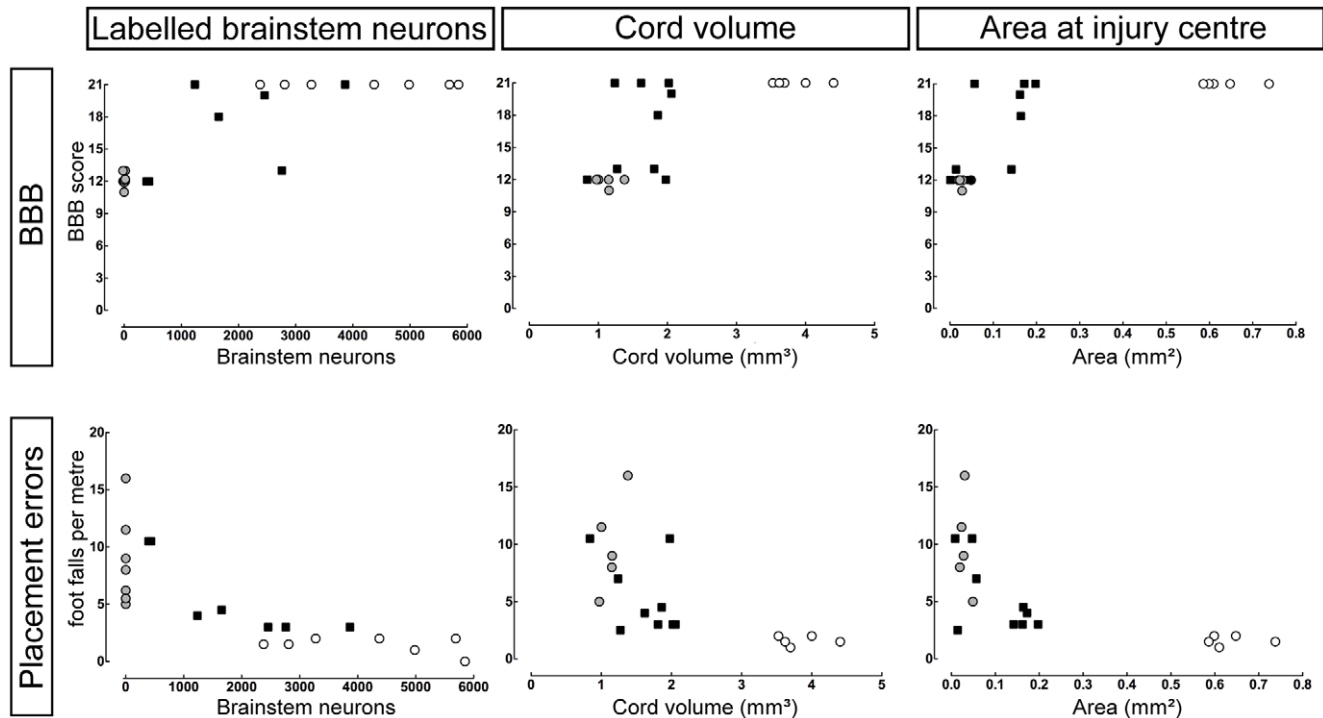 Labelled brainstem neurons
Cord volume
Area at injury centre
BBB
BBB score
21
18
15
12
9
6
3
0
0 1000 2000 3000 4000 5000 6000
Brainstem neurons
21
18
15
12
9
6
3
0
0 1 2 3 4 5
Cord volume (mm³)
21
18
15
12
9
6
3
0
0.0 0.1 0.2 0.3 0.4 0.5 0.6 0.7 0.8
Area (mm²)
Placement errors
foot falls per metre
20
15
10
5
0
0 1000 2000 3000 4000 5000 6000
Brainstem neurons
20
15
10
5
0
0 1 2 3 4 5
Cord volume (mm³)
20
15
10
5
0
0.0 0.1 0.2 0.3 0.4 0.5 0.6 0.7 0.8
Area (mm²)